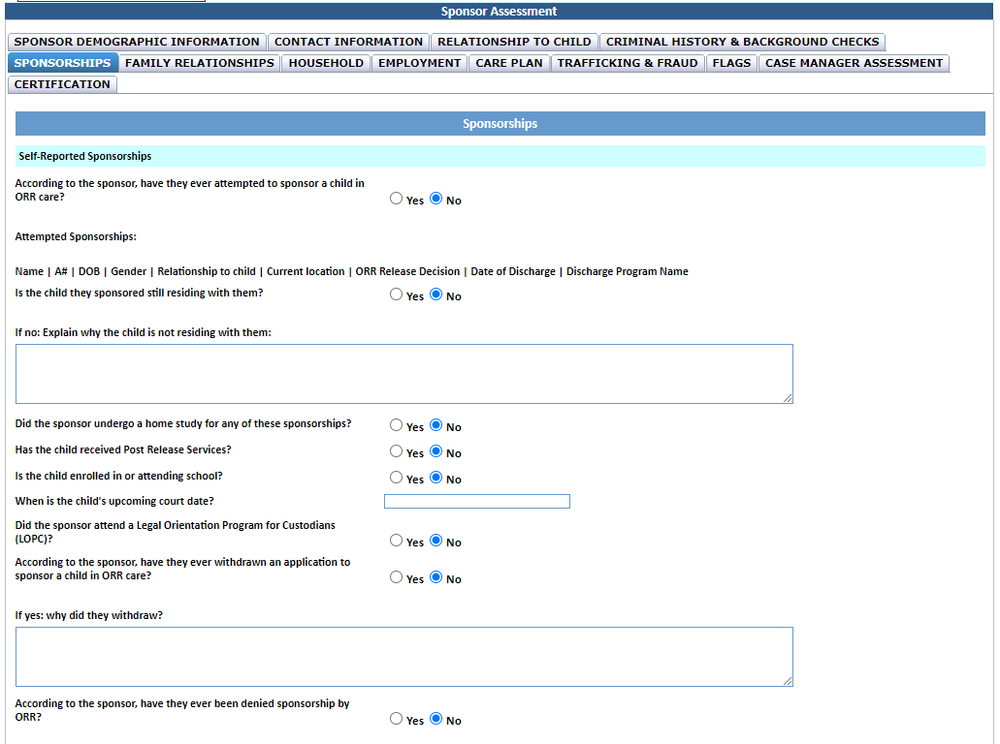 Sponsor Assessment
SPONSOR DEMOGRAPHIC INFORMATION CONTACT INFORMATION RELATIONSHIP TO CHILD CRIMINAL HISTORY & BACKGROUND CHECKS
SPONSORSHIPS FAMILY RELATIONSHIPS HOUSEHOLD EMPLOYMENT CARE PLAN TRAFFICKING & FRAUD FLAGS CASE MANAGER ASSESSMENT
CERTIFICATION
Sponsorships
Self-Reported Sponsorships
According to the sponsor, have they ever attempted to sponsor a child in
ORR care?
Yes No
Attempted Sponsorships:
Name | A# | DOB | Gender | Relationship to child | Current location | ORR Release Decision | Date of Discharge | Discharge Program Name
Is the child they sponsored still residing with them? Yes No
If no: Explain why the child is not residing with them:
Did the sponsor undergo a home study for any of these sponsorships? Yes No
Has the child received Post Release Services? Yes No
Is the child enrolled in or attending school? Yes No
When is the child's upcoming court date?
Did the sponsor attend a Legal Orientation Program for Custodians
(LOPC)? Yes No
According to the sponsor, have they ever withdrawn an application to
sponsor a child in ORR care? Yes No
If yes: why did they withdraw?
According to the sponsor, have they ever been denied sponsorship by
ORR? Yes No